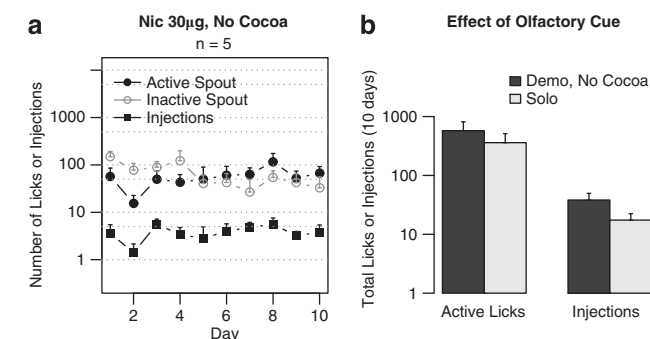 a
Nic 30µg, No Cocoa
n = 5
Active Spout
Inactive Spout
Injections
Number of Licks or Injections
1000
100
10
1
2
4
6
8
10
Day
b
Effect of Olfactory Cue
Demo, No Cocoa
Solo
Total Licks or Injections (10 days)
1000
100
10
1
Active Licks
Injections